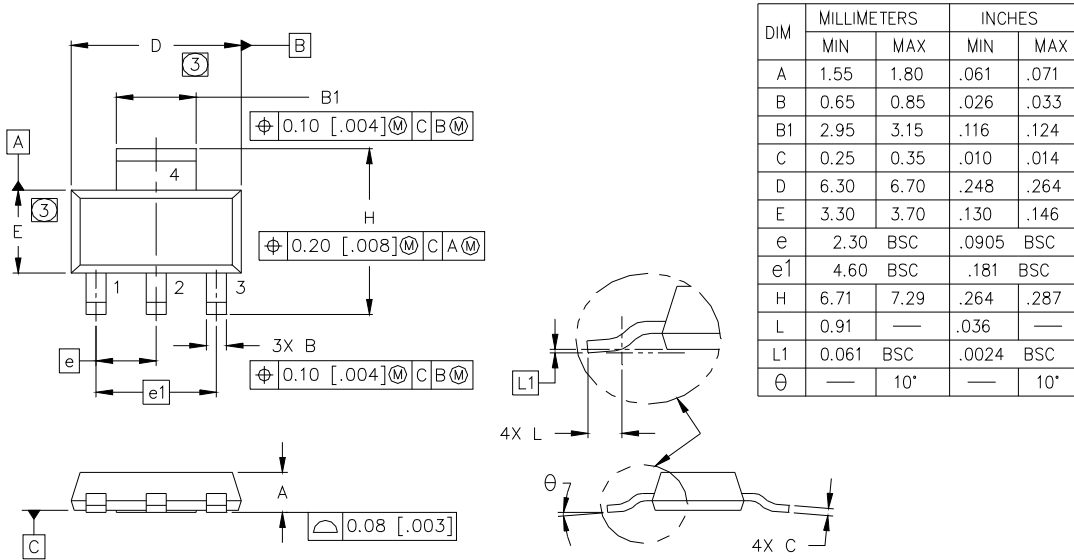 D
B
3
B1
⌖ 0.10 [.004]Ⓜ C BⓂ
A
4
3
E
H
⌖ 0.20 [.008]Ⓜ C AⓂ
1 2 3
e
3X B
⌖ 0.10 [.004]Ⓜ C BⓂ
e1
L1
4X L
A
⌓ 0.08 [.003]
C
θ
4X C
DIM MILLIMETERS INCHES
MIN MAX MIN MAX
A 1.55 1.80 .061 .071
B 0.65 0.85 .026 .033
B1 2.95 3.15 .116 .124
C 0.25 0.35 .010 .014
D 6.30 6.70 .248 .264
E 3.30 3.70 .130 .146
e 2.30 BSC .0905 BSC
e1 4.60 BSC .181 BSC
H 6.71 7.29 .264 .287
L 0.91 — .036 —
L1 0.061 BSC .0024 BSC
θ — 10° — 10°